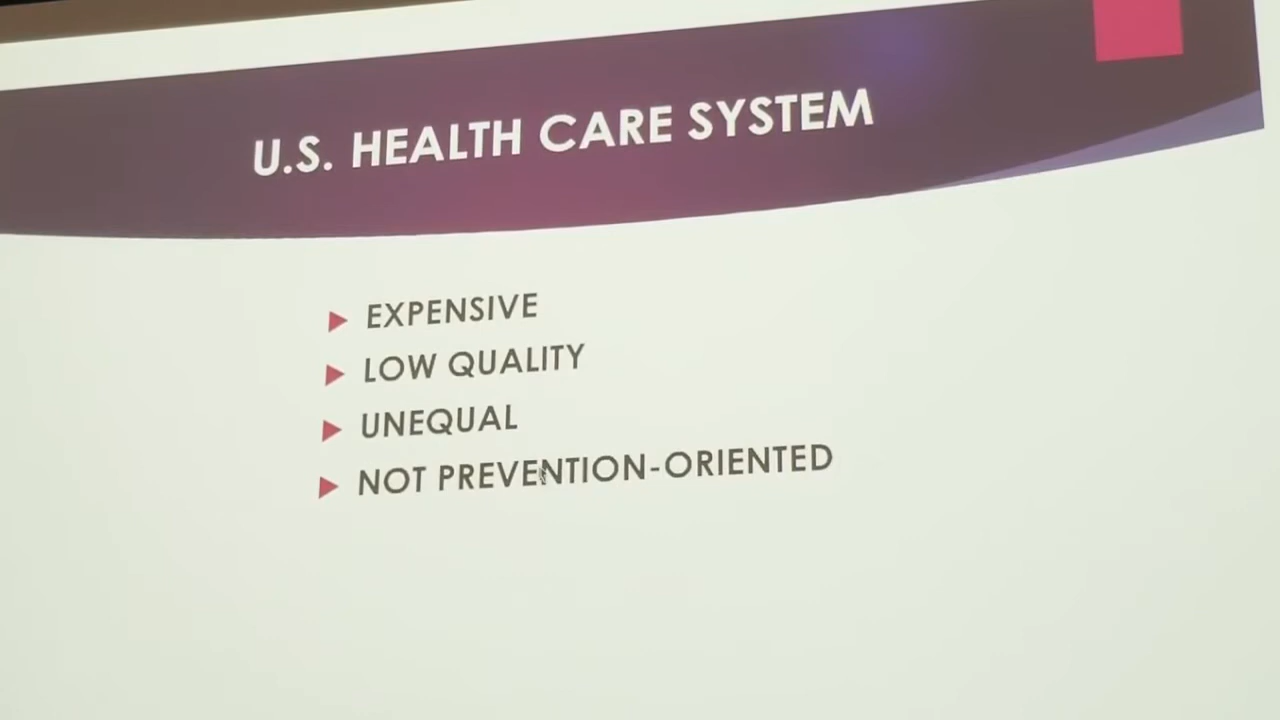 U.S. HEALTH CARE SYSTEM
EXPENSIVE
LOW QUALITY
UNEQUAL
NOT PREVENTION-ORIENTED